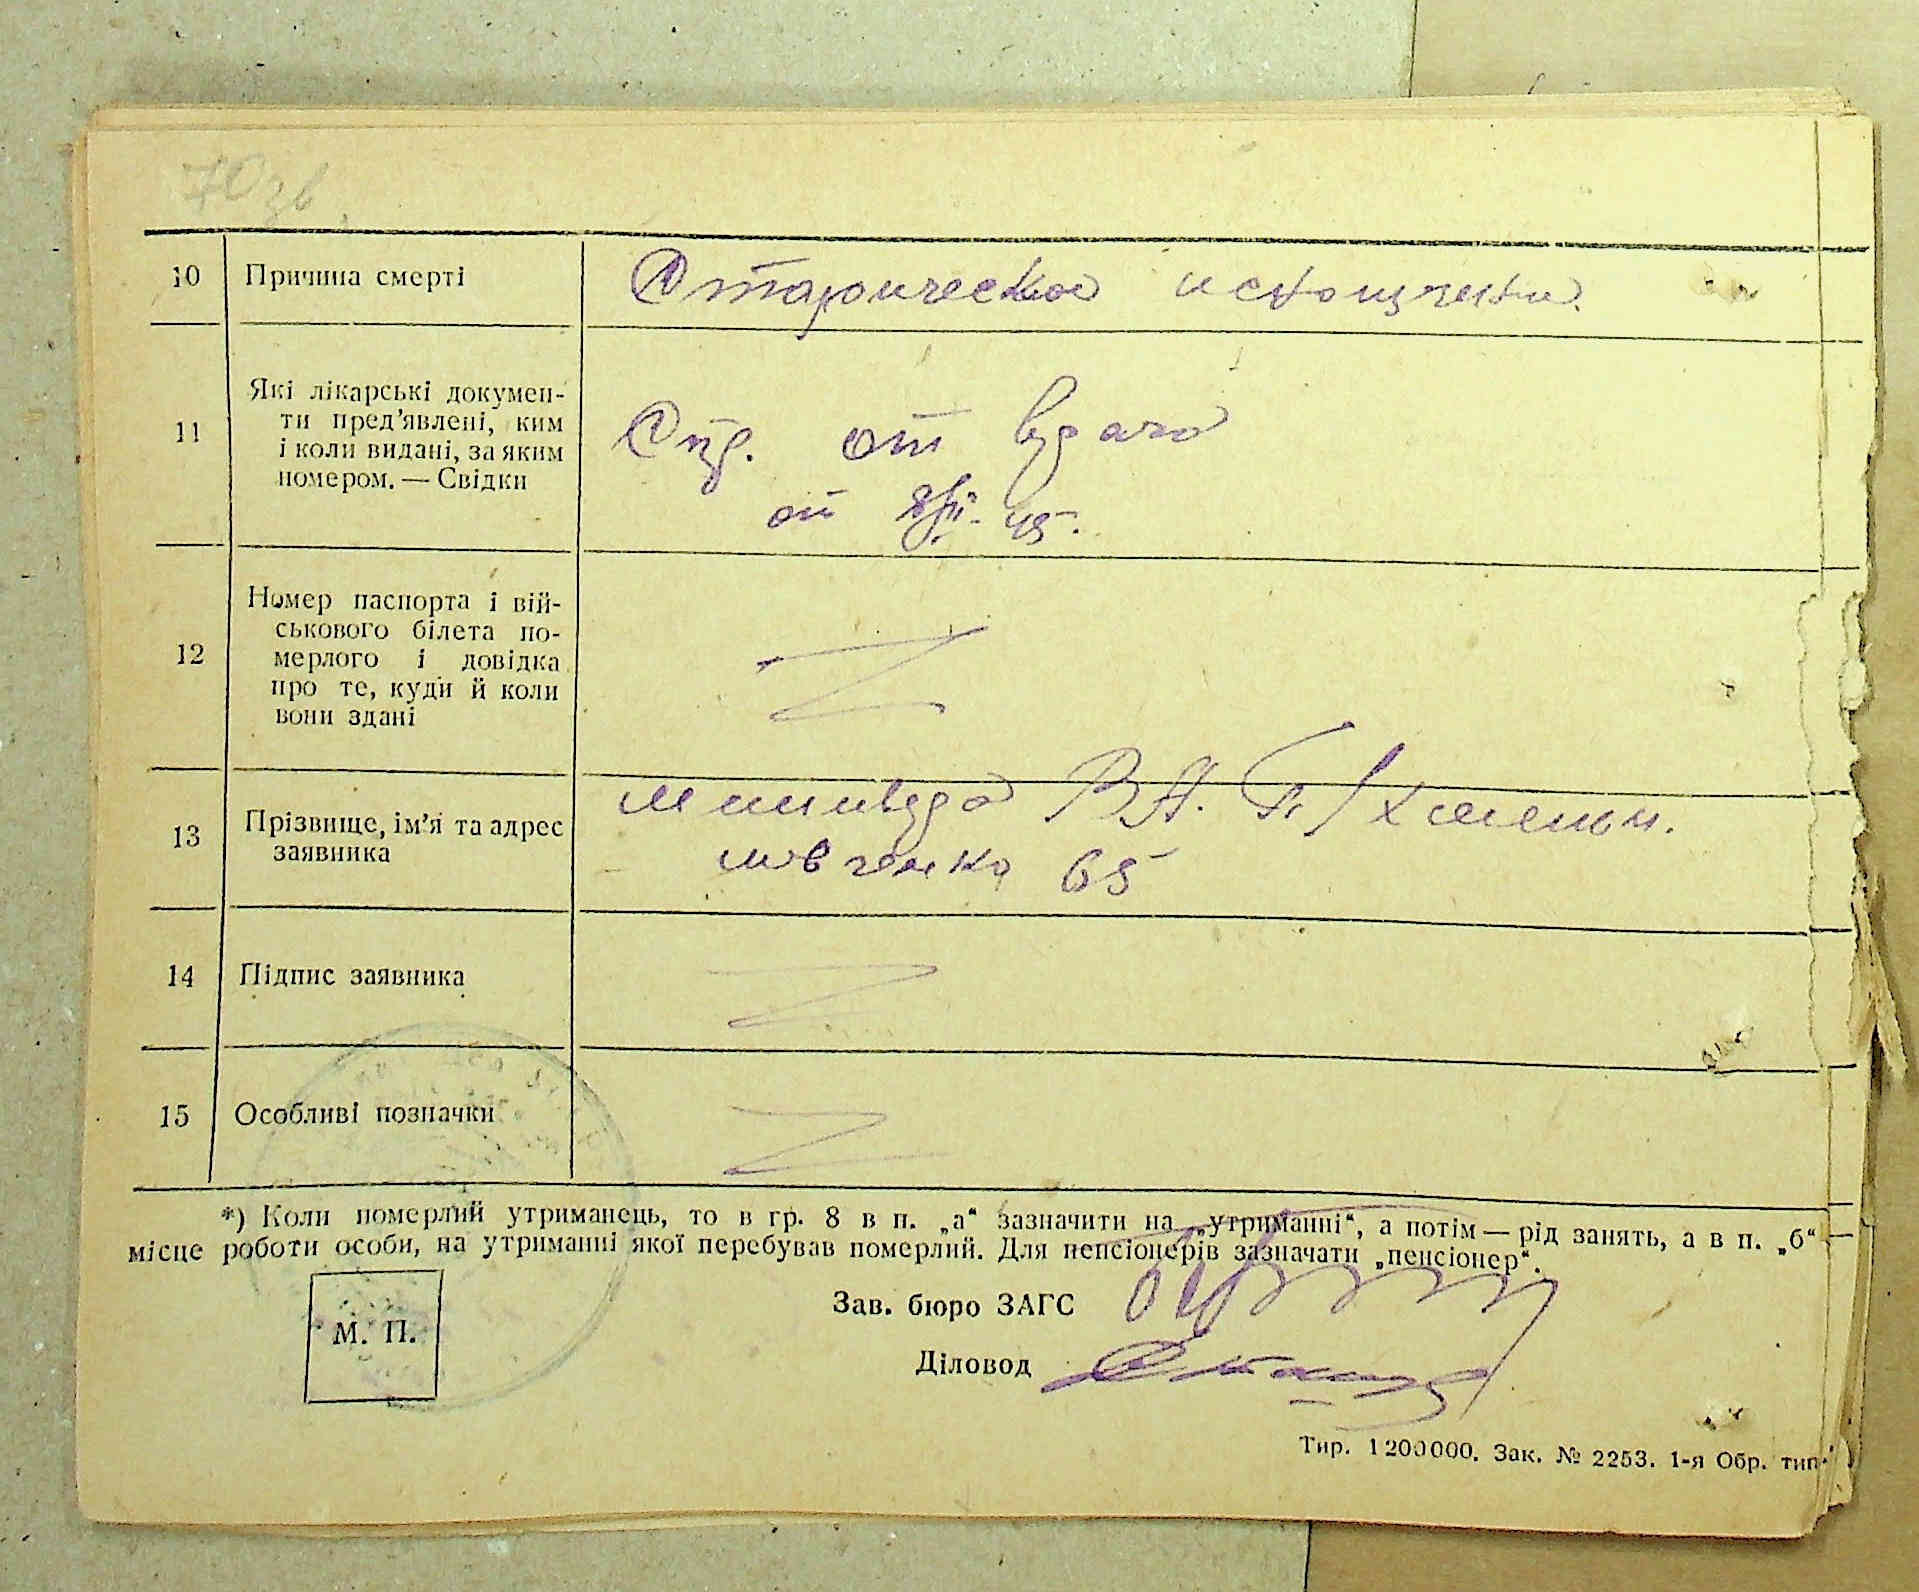 70 зв.
10 Причина смерті Старческое истощение.
11 Які лікарські докумен-
ти пред’явлені, ким
і коли видані, за яким
номером. — Свідки
Спр. от врача
от 45.
12 Номер паспорта і вій-
ськового білета по-
мерлого і довідка
про те, куди й коли
вони здані
13 Прізвище, ім’я та адрес
заявника
В.А.
65
14 Підпис заявника
15 Особливі позначки
*) Коли померлий утриманець, то в гр. 8 в п. „а“ зазначити на „утриманні“, а потім — рід занять, а в п. „б“ —
місце роботи особи, на утриманні якої перебував померлий. Для пенсіонерів зазначати „пенсіонер“.
М. П.
Зав. бюро ЗАГС
Діловод
Тир. 1200000. Зак. № 2253. 1-я Обр. тип.